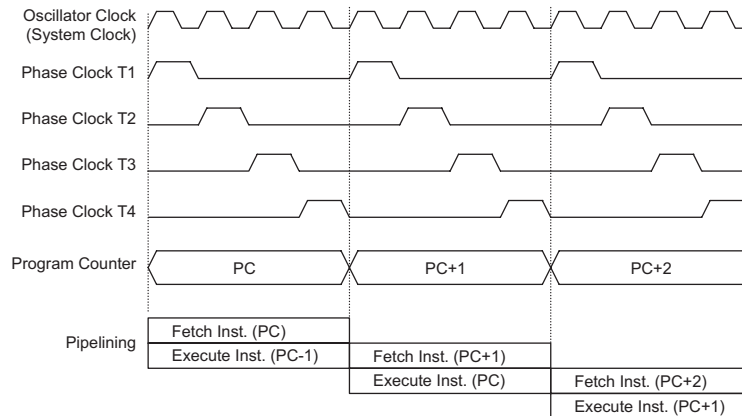 Oscillator Clock
(System Clock)
Phase Clock T1
Phase Clock T2
Phase Clock T3
Phase Clock T4
Program Counter
PC
PC+1
PC+2
Pipelining
Fetch Inst. (PC)
Execute Inst. (PC-1)
Fetch Inst. (PC+1)
Execute Inst. (PC)
Fetch Inst. (PC+2)
Execute Inst. (PC+1)